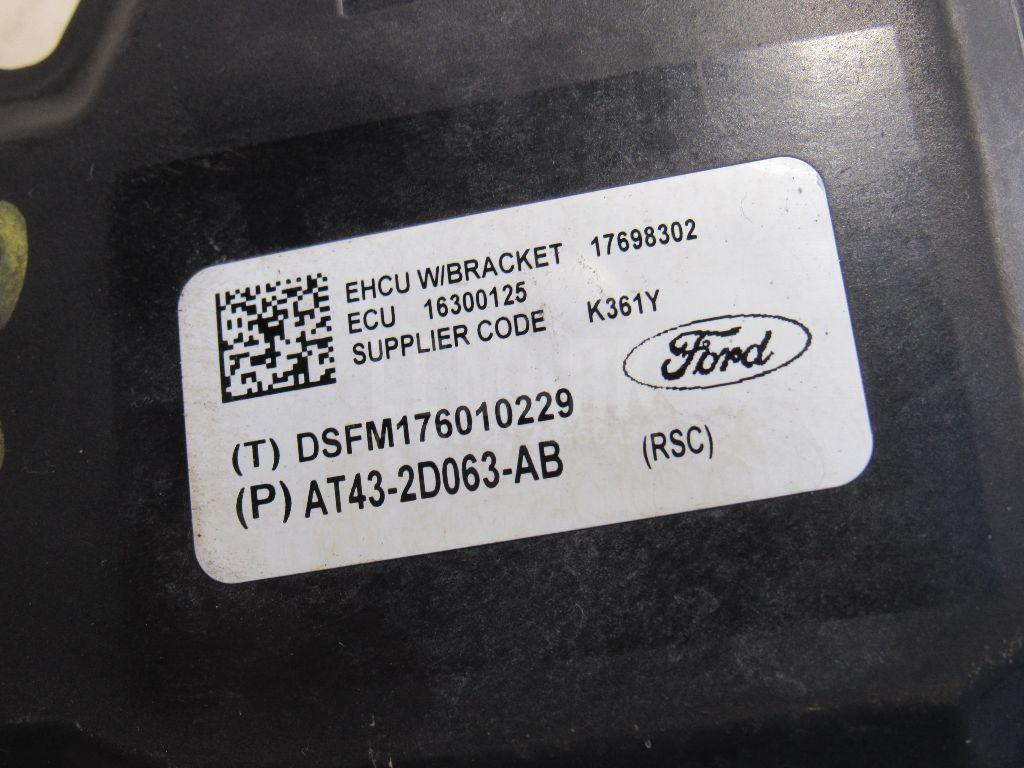 EHCU W/BRACKET 17698302
ECU 16300125
SUPPLIER CODE K361Y
Ford
(T) DSFM176010229
(P) AT43-2D063-AB (RSC)